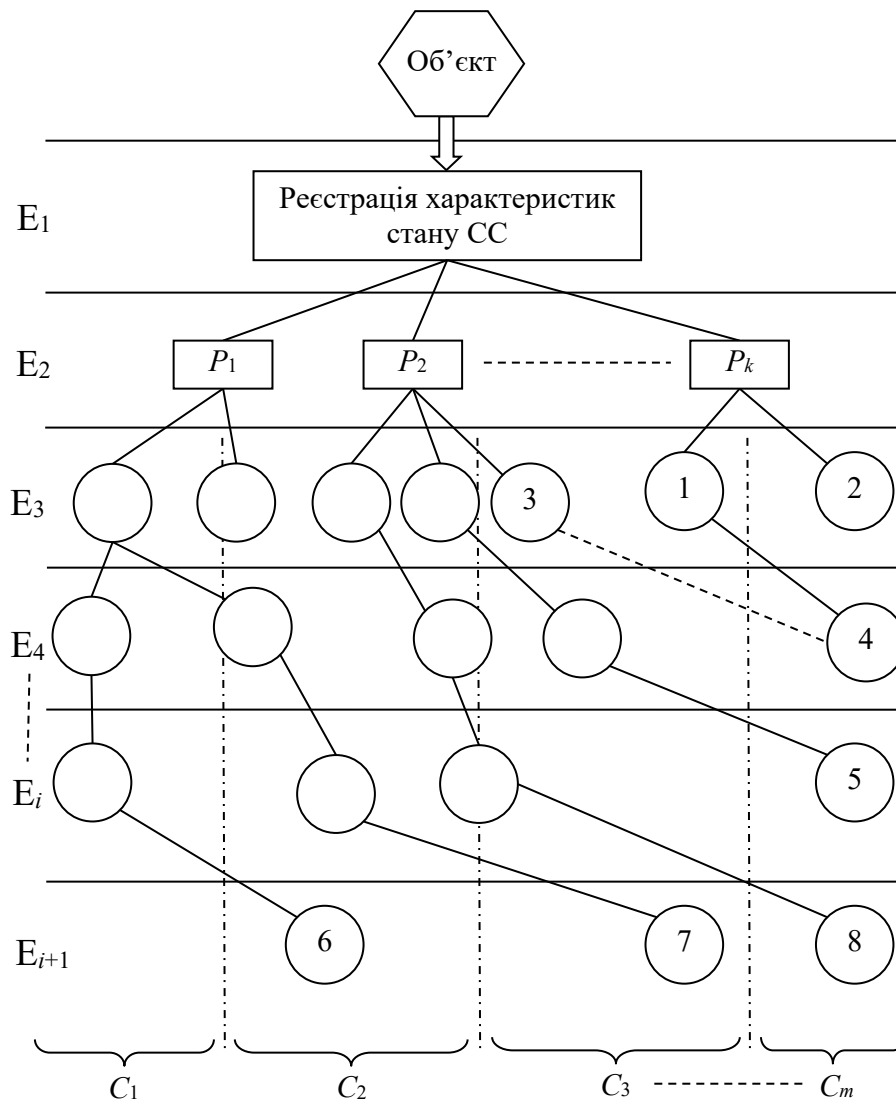 Об’єкт
Реєстрація характеристик
стану СС
E1
E2
P1
P2
Pk
E3
3
1
2
E4
4
Ei
5
Ei+1
6
7
8
C1
C2
C3
Cm